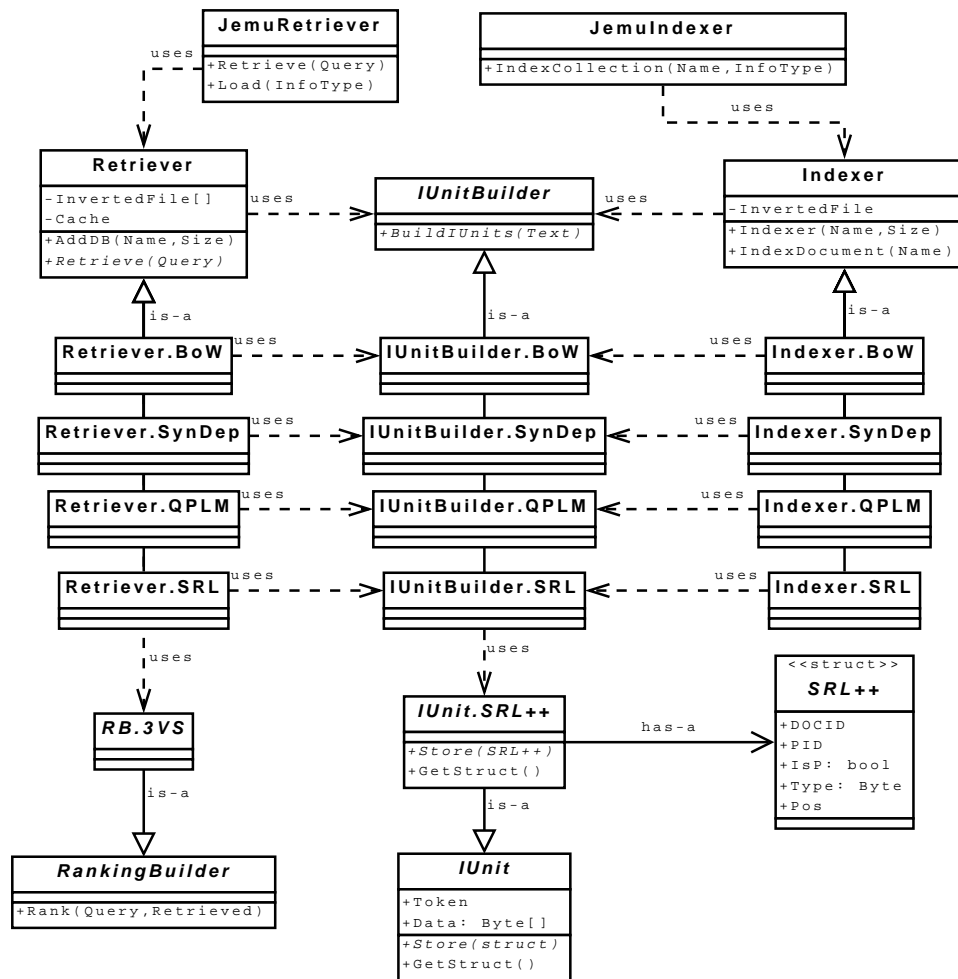 JemuRetriever
+Retrieve(Query)
+Load(InfoType)
JemuIndexer
+IndexCollection(Name,InfoType)
uses
uses
Retriever
-InvertedFile[]
-Cache
+AddDB(Name,Size)
+Retrieve(Query)
uses
IUnitBuilder
+BuildIUnits(Text)
uses
Indexer
-InvertedFile
+Indexer(Name,Size)
+IndexDocument(Name)
is-a
is-a
is-a
Retriever.BoW
uses
IUnitBuilder.BoW
uses
Indexer.BoW
Retriever.SynDep
uses
IUnitBuilder.SynDep
uses
Indexer.SynDep
Retriever.QPLM
uses
IUnitBuilder.QPLM
uses
Indexer.QPLM
Retriever.SRL
uses
IUnitBuilder.SRL
uses
Indexer.SRL
uses
uses
RB.3VS
IUnit.SRL++
+Store(SRL++)
+GetStruct()
has-a
<<struct>>
SRL++
+DOCID
+PID
+IsP: bool
+Type: Byte
+Pos
is-a
is-a
RankingBuilder
+Rank(Query,Retrieved)
IUnit
+Token
+Data: Byte[]
+Store(struct)
+GetStruct()